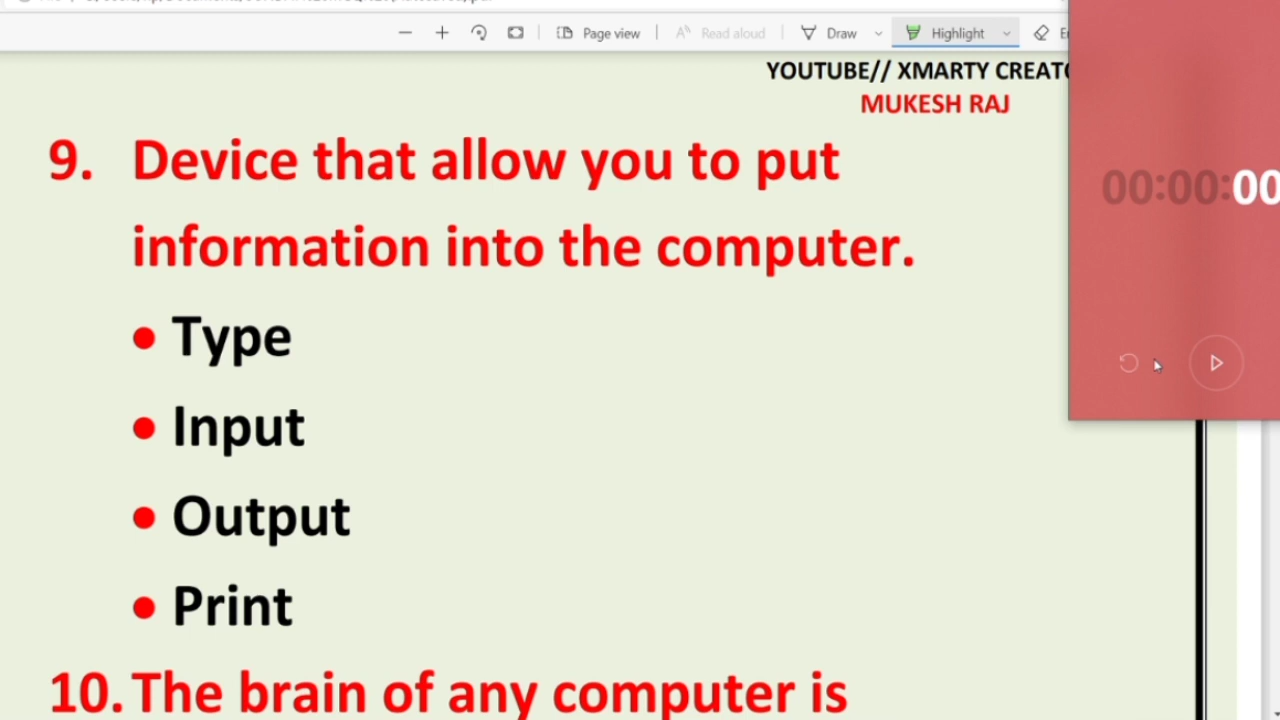 Page view
Read aloud
Draw
Highlight
YOUTUBE// XMARTY
MUKESH RAJ
00:00:00
9. Device that allow you to put
information into the computer.
• Type
• Input
• Output
• Print
10. The brain of any computer is